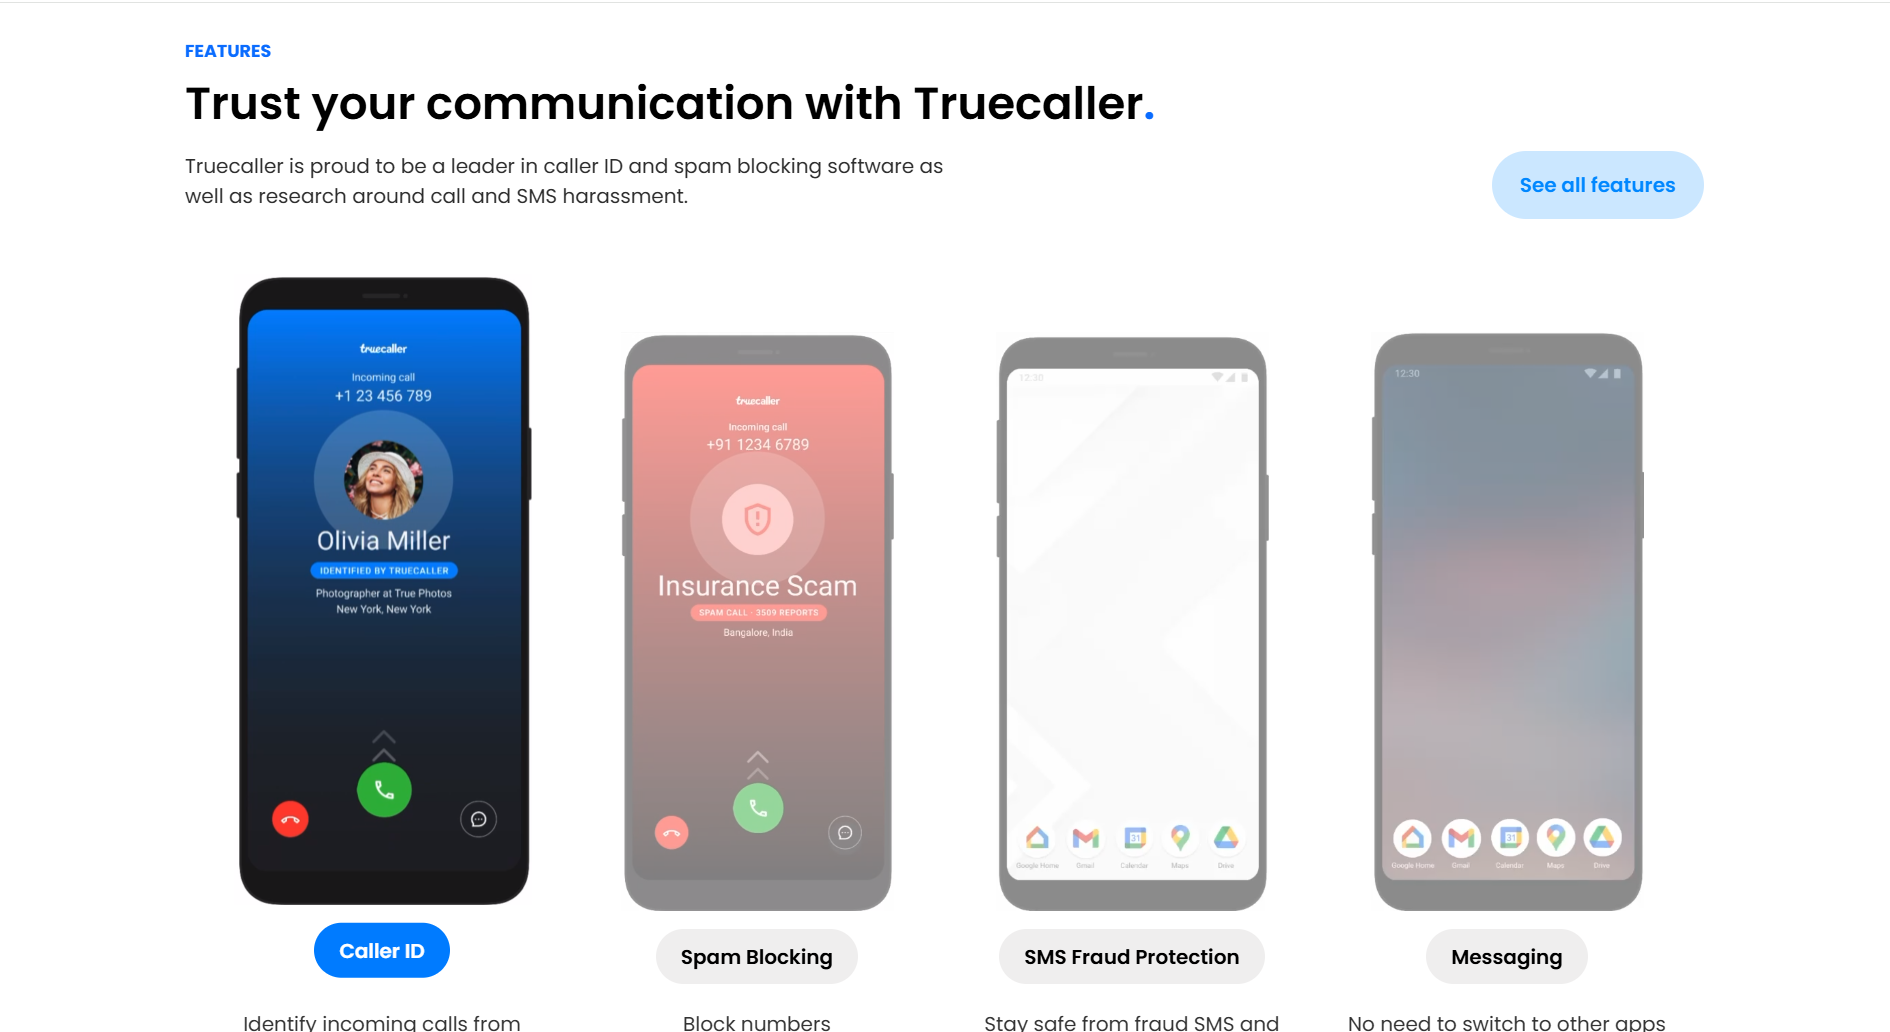 FEATURES
Trust your communication with Truecaller.
Truecaller is proud to be a leader in caller ID and spam blocking software as
well as research around call and SMS harassment.
See all features
truecaller
Incoming call
+1 23 456 789
Olivia Miller
IDENTIFIED BY TRUECALLER
Photographer at True Photos
New York, New York
Caller ID
Identify incoming calls from
truecaller
Incoming call
+91 1234 6789
Insurance Scam
SPAM CALL · 3509 REPORTS
Bangalore, India
Spam Blocking
Block numbers
12:30
31
Google Home
Gmail
Calendar
Maps
Drive
SMS Fraud Protection
Stay safe from fraud SMS and
12:30
31
Google Home
Gmail
Calendar
Maps
Drive
Messaging
No need to switch to other apps